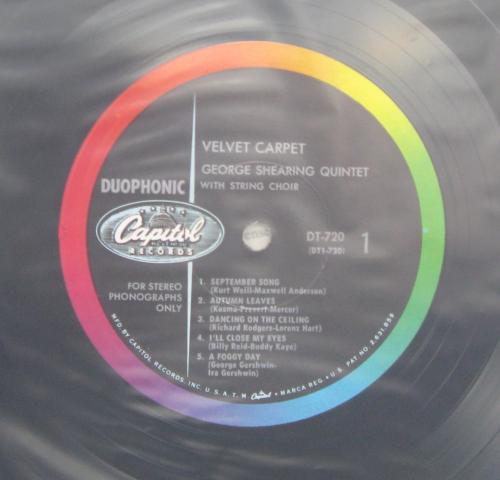 VELVET CARPET
GEORGE SHEARING QUINTET
WITH STRING CHOIR
DUOPHONIC
Capitol
RECORDS
DT-720
(DT1-720)
1
FOR STEREO
PHONOGRAPHS
ONLY
1. SEPTEMBER SONG
(Kurt Weill-Maxwell Anderson)
2. AUTUMN LEAVES
(Kosma-Prevert-Mercer)
3. DANCING ON THE CEILING
(Richard Rodgers-Lorenz Hart)
4. I'LL CLOSE MY EYES
(Billy Reid-Buddy Kaye)
5. A FOGGY DAY
(George Gershwin-
Ira Gershwin)
MFD. BY CAPITOL RECORDS, INC. U.S.A. T.M. Capitol MARCA REG. • U.S. PAT. NO. 2,631,859